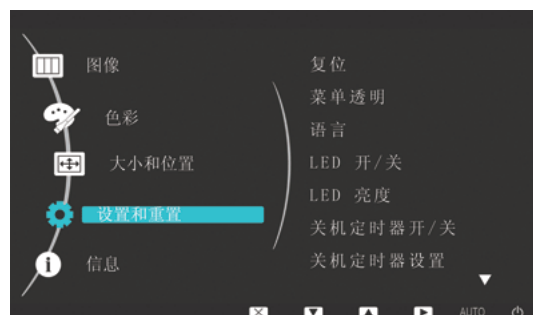 图像
色彩
大小和位置
设置和重置
信息
复位
菜单透明
语言
LED 开/关
LED 亮度
关机定时器开/关
关机定时器设置
AUTO